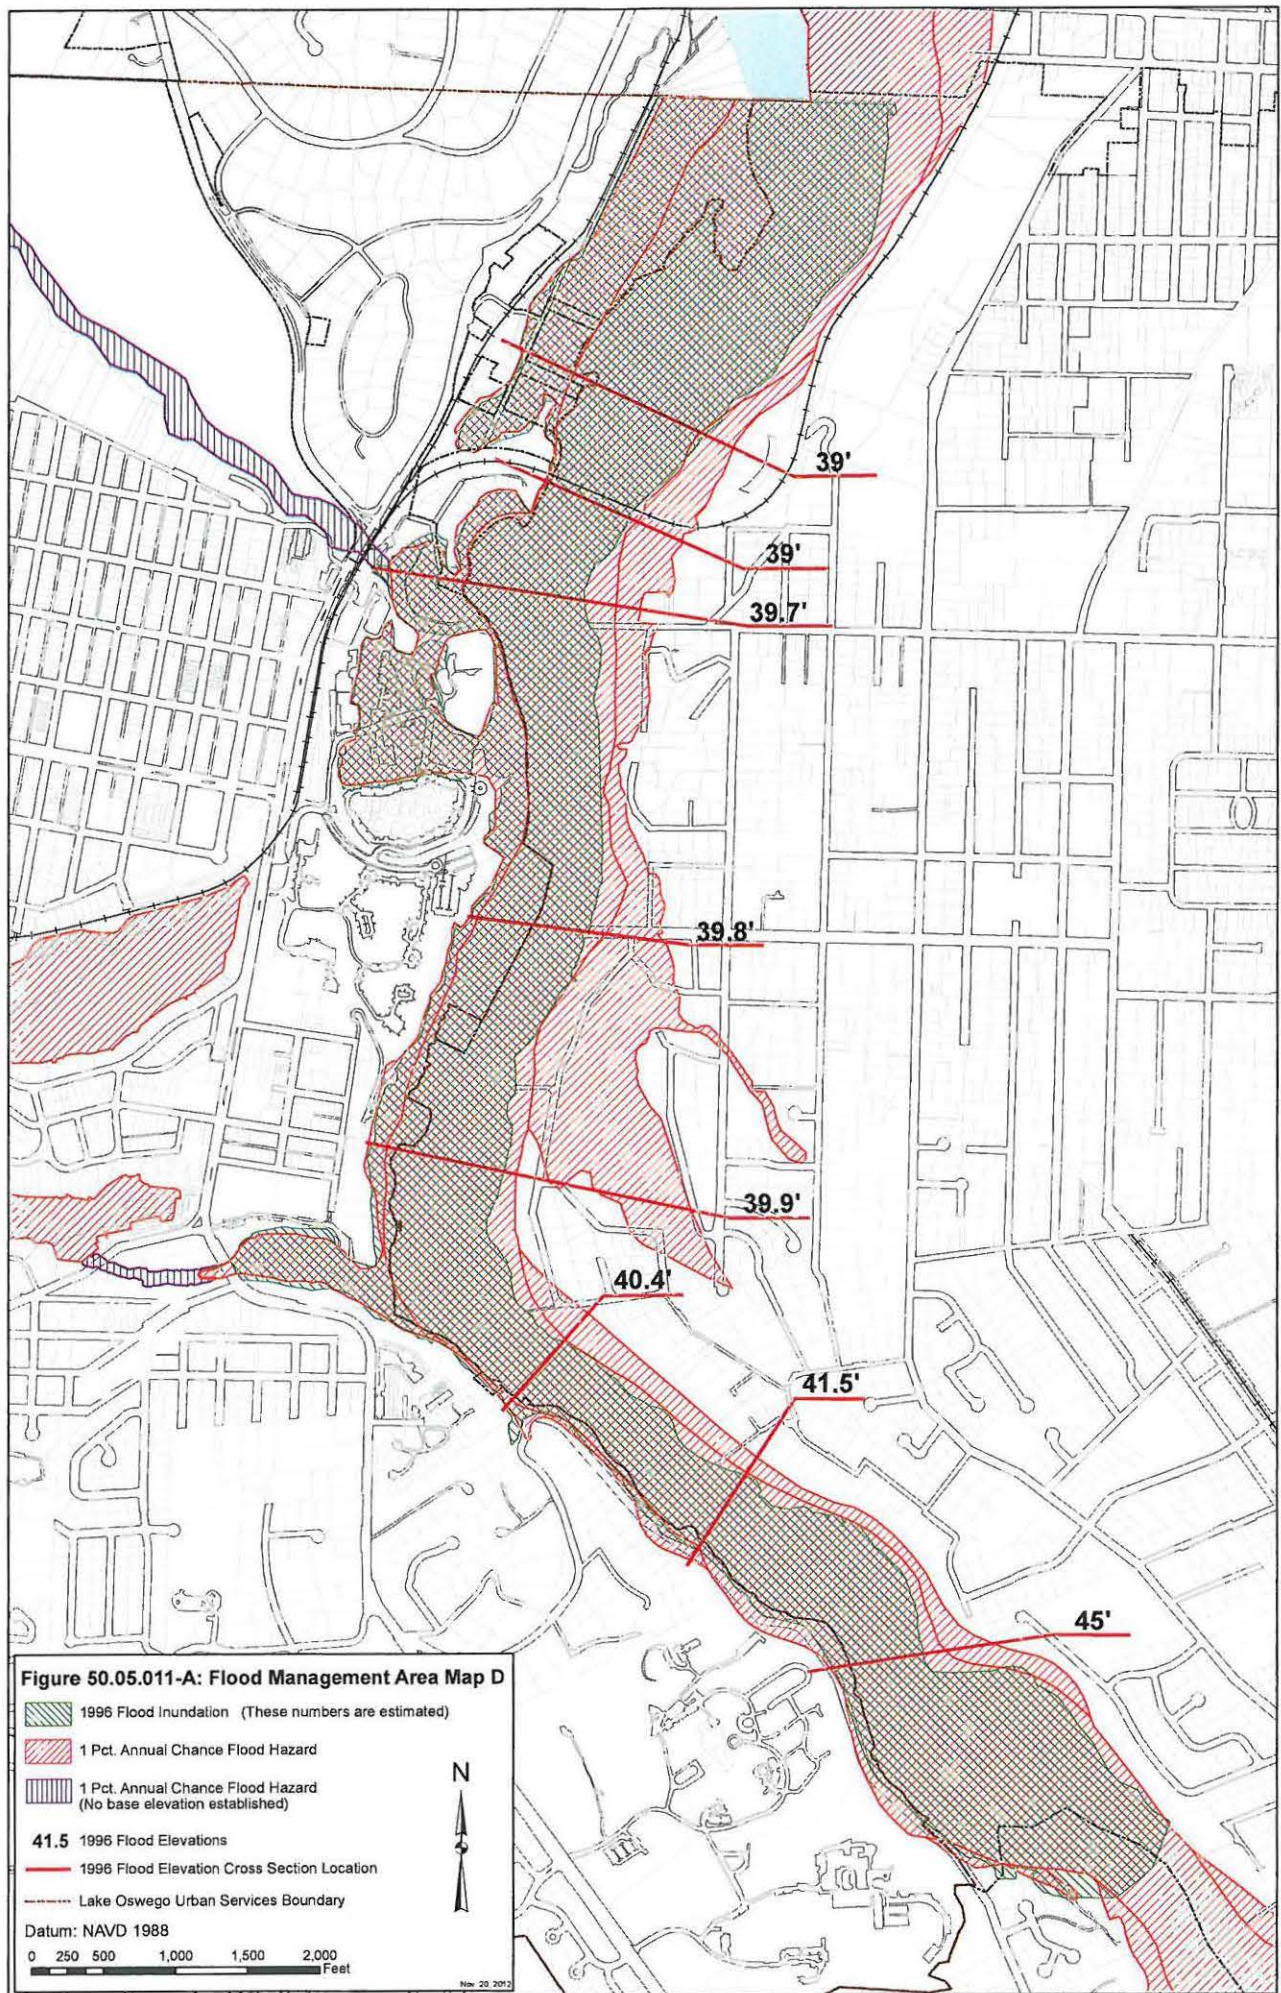 39'
39'
39.7'
39.8'
39.9'
40.4'
41.5'
45'
Figure 50.05.011-A: Flood Management Area Map D
1996 Flood Inundation (These numbers are estimated)
1 Pct. Annual Chance Flood Hazard
1 Pct. Annual Chance Flood Hazard
(No base elevation established)
N
41.5 1996 Flood Elevations
1996 Flood Elevation Cross Section Location
Lake Oswego Urban Services Boundary
Datum: NAVD 1988
0 250 500 1,000 1,500 2,000
Feet
Nov 20, 2012